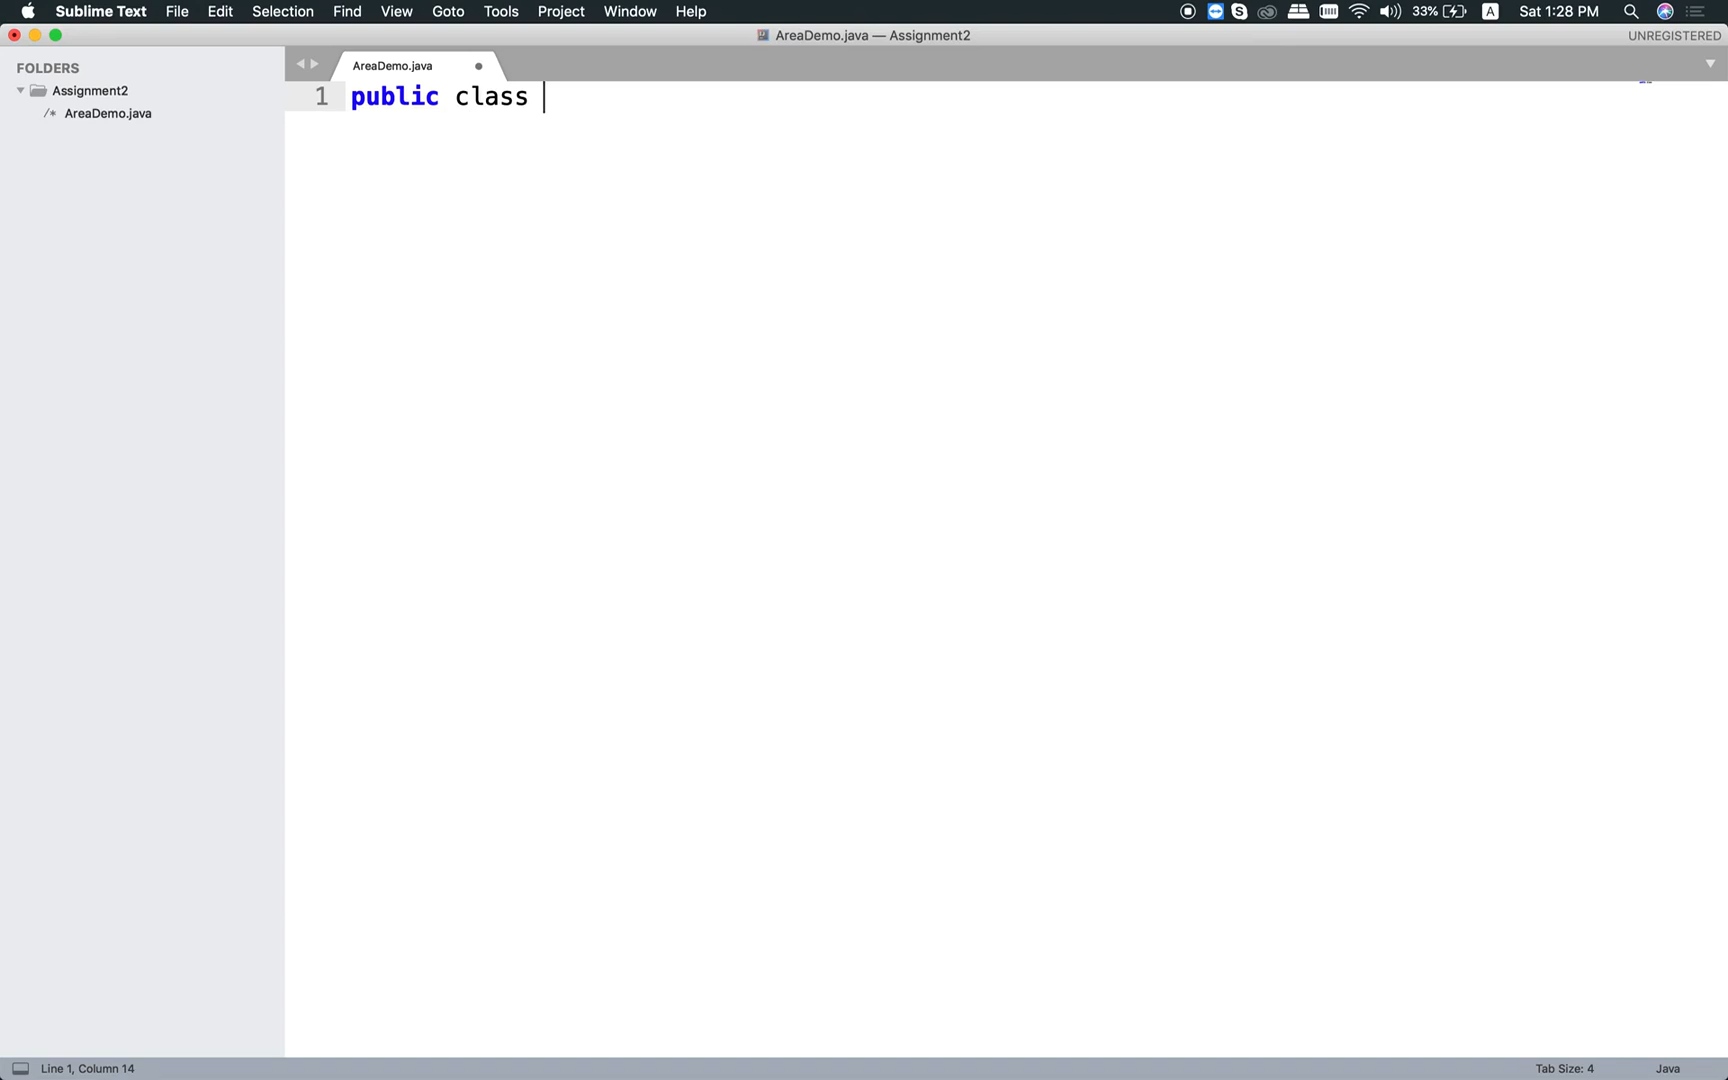 Sublime Text File Edit Selection Find View Goto Tools Project Window Help 33% A Sat 1:28 PM
AreaDemo.java — Assignment2 UNREGISTERED
FOLDERS
Assignment2
/* AreaDemo.java
AreaDemo.java
1 public class
Line 1, Column 14 Tab Size: 4 Java